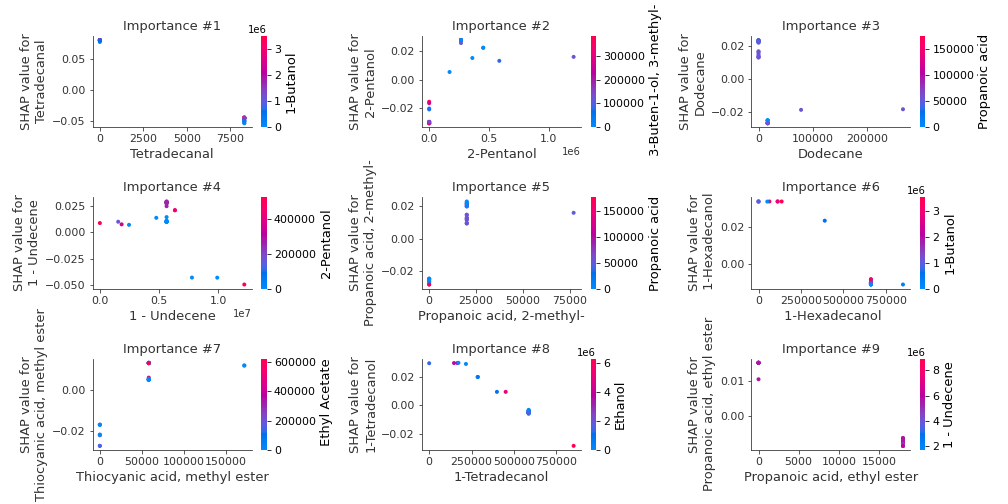 Importance #1
SHAP value for
Tetradecanal
0.05
0.00
−0.05
0
2500
5000
7500
Tetradecanal
1e6
3
2
1
0
1-Butanol
Importance #2
SHAP value for
2-Pentanol
0.02
0.00
−0.02
0.0
0.5
1.0
1e6
2-Pentanol
300000
200000
100000
0
3-Buten-1-ol, 3-methyl-
Importance #3
SHAP value for
Dodecane
0.02
0.00
−0.02
0
100000
200000
Dodecane
150000
100000
50000
0
Propanoic acid
Importance #4
SHAP value for
1 - Undecene
0.025
0.000
−0.025
−0.050
0.0
0.5
1.0
1e7
1 - Undecene
400000
200000
0
2-Pentanol
Importance #5
SHAP value for
Propanoic acid, 2-methyl-
0.02
0.00
−0.02
0
25000
50000
75000
Propanoic acid, 2-methyl-
150000
100000
50000
0
Propanoic acid
Importance #6
SHAP value for
1-Hexadecanol
0.02
0.00
0
250000
500000
750000
1-Hexadecanol
1e6
3
2
1
0
1-Butanol
Importance #7
SHAP value for
Thiocyanic acid, methyl ester
0.00
−0.02
0
50000
100000
150000
Thiocyanic acid, methyl ester
600000
400000
200000
0
Ethyl Acetate
Importance #8
SHAP value for
1-Tetradecanol
0.02
0.00
−0.02
0
250000
500000
750000
1-Tetradecanol
1e6
6
4
2
0
Ethanol
Importance #9
SHAP value for
Propanoic acid, ethyl ester
0.01
0.00
0
5000
10000
15000
Propanoic acid, ethyl ester
1e6
8
6
4
2
1 - Undecene